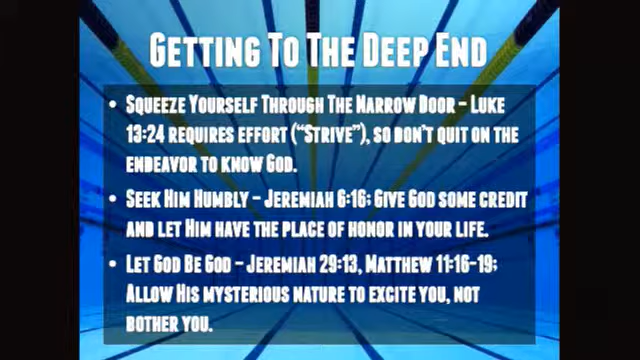 Getting To The Deep End
• Squeeze Yourself Through The Narrow Door – Luke
13:24 requires effort (“Strive”), so don’t quit on the
endeavor to know God.
• Seek Him Humbly – Jeremiah 6:16; Give God some credit
and let Him have the place of honor in your life.
• Let God Be God – Jeremiah 29:13, Matthew 11:16-19;
Allow His mysterious nature to excite you, not
bother you.